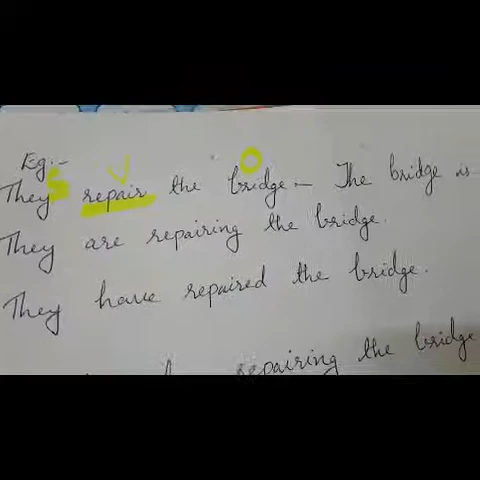 Eg:-
S V O
They repair the bridge. - The bridge is
They are repairing the bridge.
They have repaired the bridge.
repairing the bridge